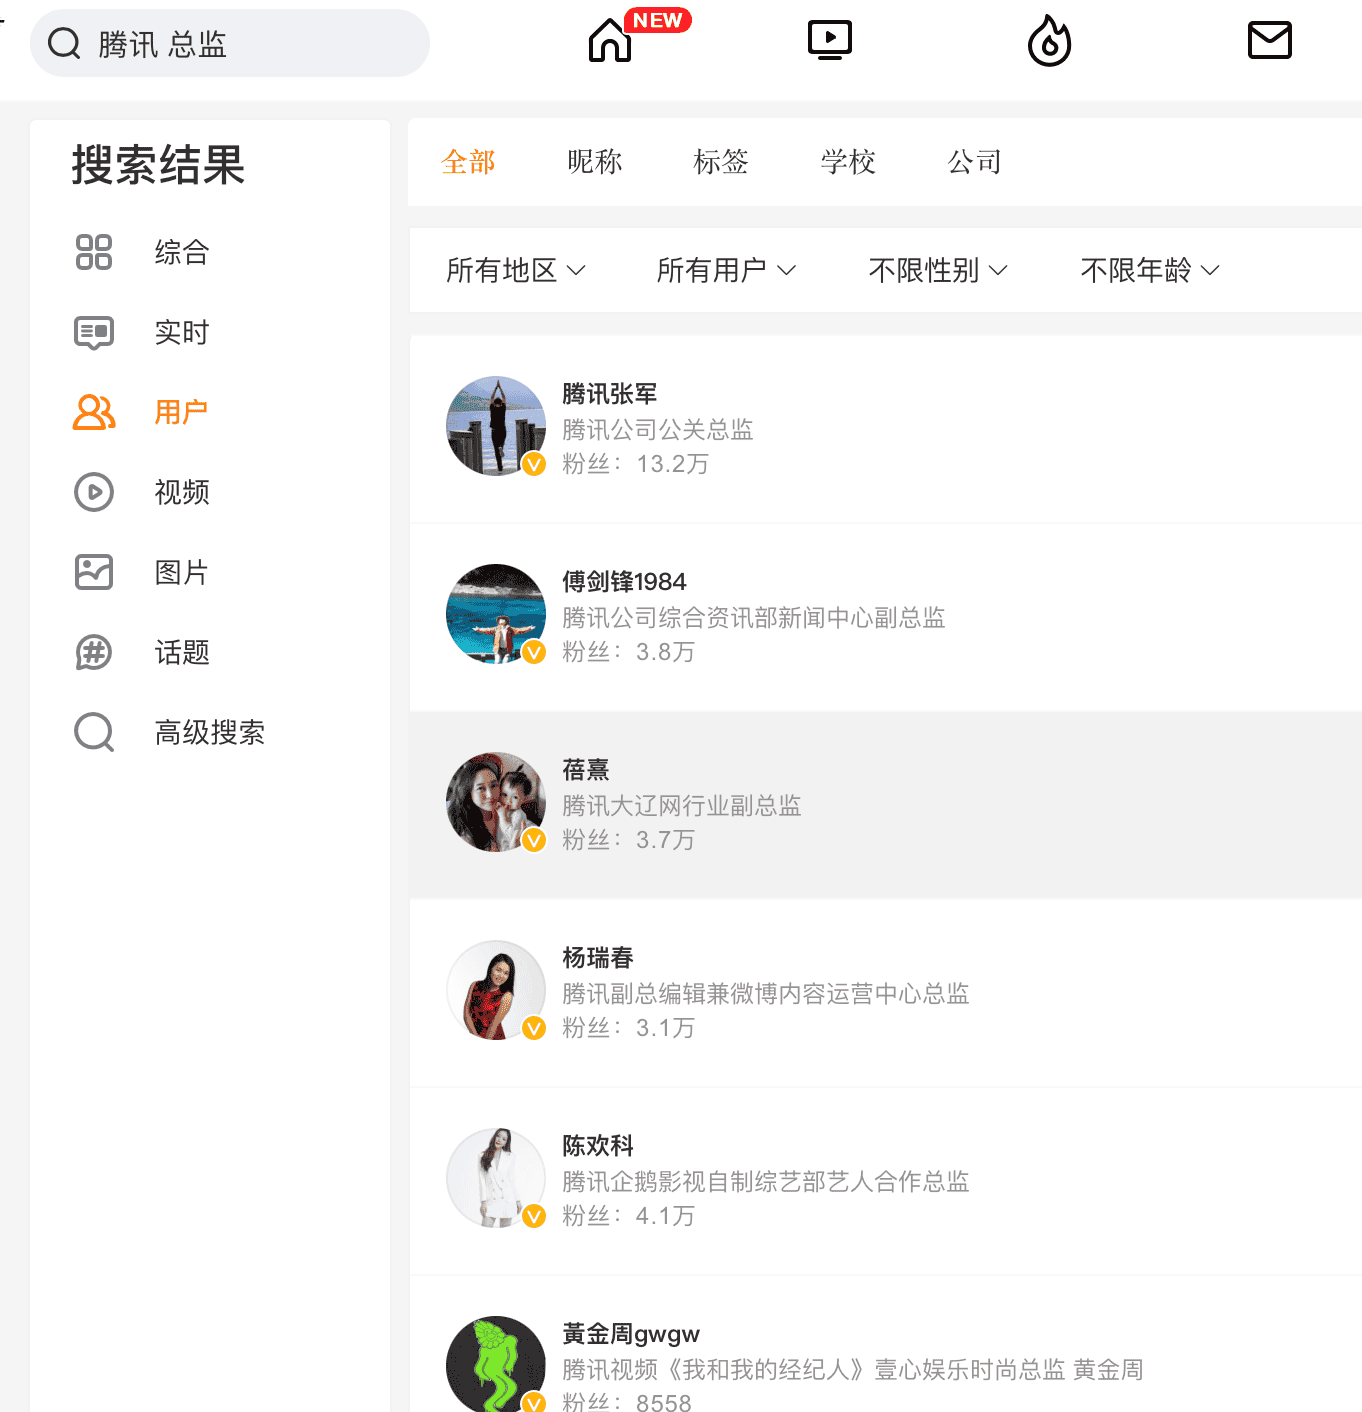 腾讯 总监
NEW
搜索结果
综合
实时
用户
视频
图片
话题
高级搜索
全部 昵称 标签 学校 公司
所有地区 所有用户 不限性别 不限年龄
腾讯张军
腾讯公司公关总监
粉丝：13.2万
傅剑锋1984
腾讯公司综合资讯部新闻中心副总监
粉丝：3.8万
蓓熹
腾讯大辽网行业副总监
粉丝：3.7万
杨瑞春
腾讯副总编辑兼微博内容运营中心总监
粉丝：3.1万
陈欢科
腾讯企鹅影视自制综艺部艺人合作总监
粉丝：4.1万
黃金周gwgw
腾讯视频《我和我的经纪人》壹心娱乐时尚总监 黄金周
粉丝：8558